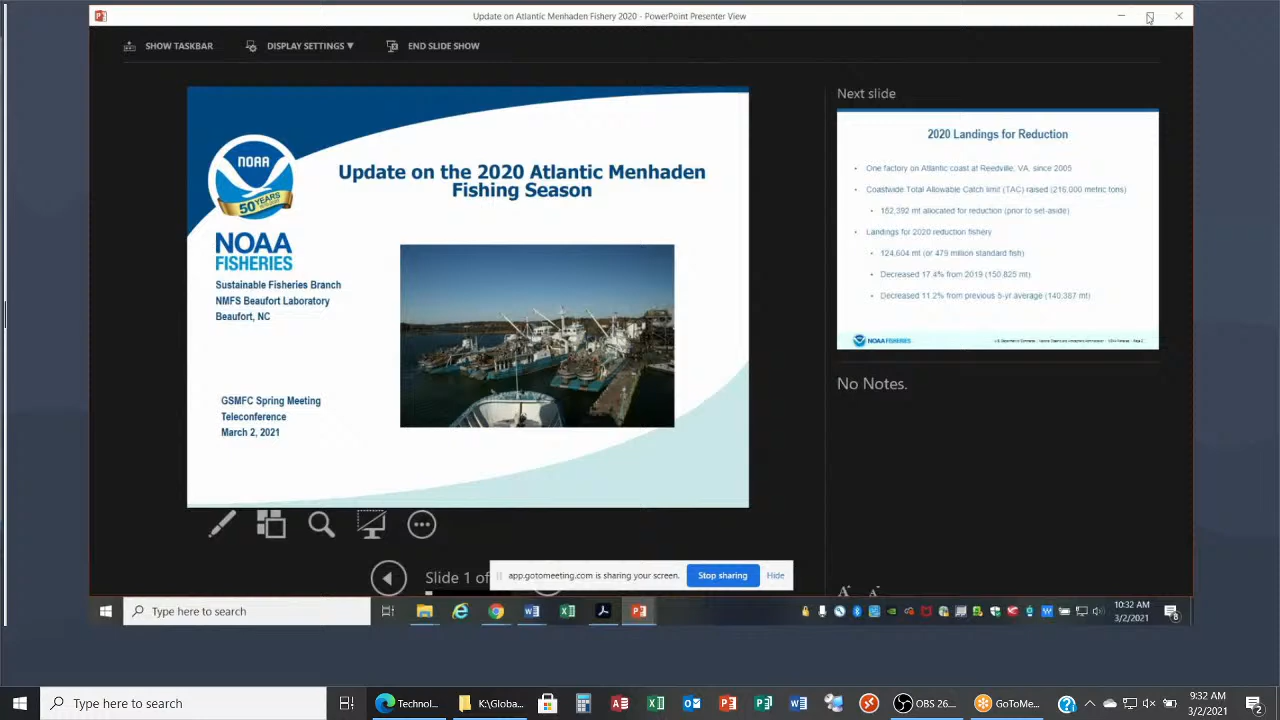 Update on Atlantic Menhaden Fishery 2020 - PowerPoint Presenter View
SHOW TASKBAR
DISPLAY SETTINGS ▼
END SLIDE SHOW
NOAA
50 YEARS
NOAA
FISHERIES
Update on the 2020 Atlantic Menhaden
Fishing Season
Sustainable Fisheries Branch
NMFS Beaufort Laboratory
Beaufort, NC
GSMFC Spring Meeting
Teleconference
March 2, 2021
Next slide
2020 Landings for Reduction
• One factory on Atlantic coast at Reedville, VA, since 2005
• Coastwide Total Allowable Catch limit (TAC) raised (216,000 metric tons)
• 152,392 mt allocated for reduction (prior to set-aside)
• Landings for 2020 reduction fishery
• 124,604 mt (or 479 million standard fish)
• Decreased 17.4% from 2019 (150,825 mt)
• Decreased 11.2% from previous 5-yr average (140,387 mt)
NOAA FISHERIES
No Notes.
Slide 1 of
app.gotomeeting.com is sharing your screen.
Stop sharing
Hide
Type here to search
10:32 AM
3/2/2021
8
Type here to search
Technol...
K:\Globa...
OBS 26...
GoToMe...
9:32 AM
3/2/2021
2